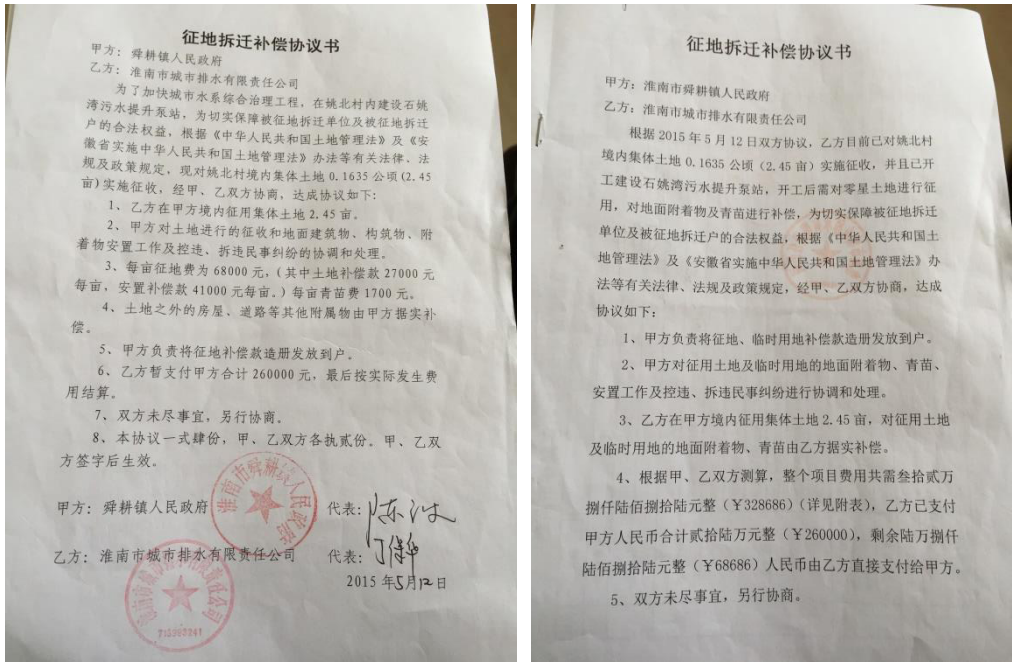 征地拆迁补偿协议书
甲方：舜耕镇人民政府
乙方：淮南市城市排水有限责任公司
为了加快城市水系综合治理工程，在姚北村内建设石姚
湾污水提升泵站，为切实保障被征地拆迁单位及被征地拆迁
户的合法权益，根据《中华人民共和国土地管理法》及《安
徽省实施中华人民共和国土地管理法》办法等有关法律、法
规及政策规定，现对姚北村境内集体土地0.1635公顷(2.45
亩)实施征收，经甲、乙双方协商，达成协议如下：
1、乙方在甲方境内征用集体土地2.45亩。
2、甲方对土地进行的征收和地面建筑物、构筑物、附
着物安置工作及控违、拆违民事纠纷的协调和处理。
3、每亩征地费为68000元，（其中土地补偿款27000元
每亩，安置补偿款41000元每亩。）每亩青苗费1700元。
4、土地之外的房屋、道路等其他附属物由甲方据实补
偿。
5、甲方负责将征地补偿款造册发放到户。
6、乙方暂支付甲方合计260000元，最后按实际发生费
用结算。
7、双方未尽事宜，另行协商。
8、本协议一式肆份，甲、乙双方各执贰份。甲、乙双
方签字后生效。
甲方：舜耕镇人民政府 代表：
淮南市舜耕镇人民政府
乙方：淮南市城市排水有限责任公司 代表：
2015年5月12日
征地拆迁补偿协议书
甲方：淮南市舜耕镇人民政府
乙方：淮南市城市排水有限责任公司
根据2015年5月12日双方协议，乙方目前已对姚北村
境内集体土地0.1635公顷（2.45亩）实施征收，并且已开
工建设石姚湾污水提升泵站，开工后需对零星土地进行征
用，对地面附着物及青苗进行补偿，为切实保障被征地拆迁
单位及被征地拆迁户的合法权益，根据《中华人民共和国土
地管理法》及《安徽省实施中华人民共和国土地管理法》办
法等有关法律、法规及政策规定，经甲、乙双方协商，达成
协议如下：
1、甲方负责将征地、临时用地补偿款造册发放到户。
2、甲方对征用土地及临时用地的地面附着物、青苗、
安置工作及控违、拆违民事纠纷进行协调和处理。
3、乙方在甲方境内征用集体土地2.45亩，对征用土地
及临时用地的地面附着物、青苗由乙方据实补偿。
4、根据甲、乙双方测算，整个项目费用共需叁拾贰万
捌仟陆佰捌拾陆元整（￥328686）（详见附表），乙方已支付
甲方人民币合计贰拾陆万元整（￥260000），剩余陆万捌仟
陆佰捌拾陆元整（￥68686）人民币由乙方直接支付给甲方。
5、双方未尽事宜，另行协商。